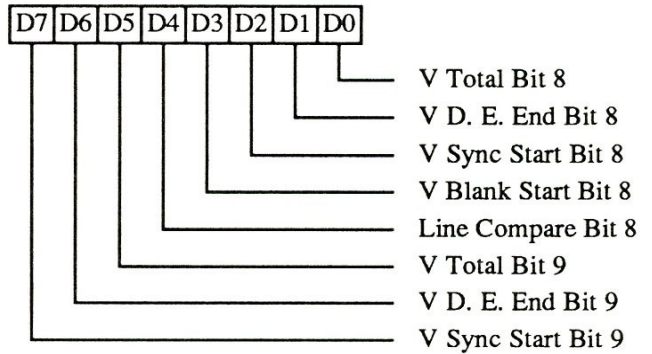 D7 D6 D5 D4 D3 D2 D1 D0
V Total Bit 8
V D. E. End Bit 8
V Sync Start Bit 8
V Blank Start Bit 8
Line Compare Bit 8
V Total Bit 9
V D. E. End Bit 9
V Sync Start Bit 9